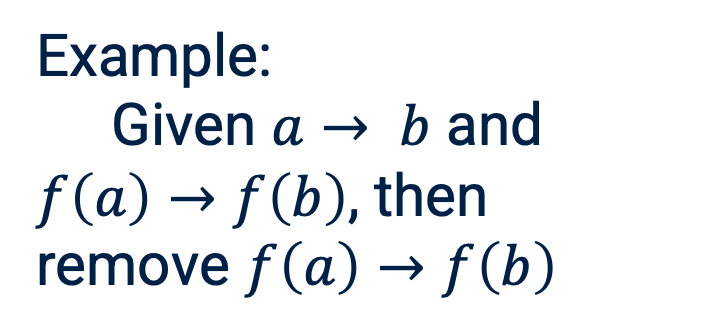 Example:
Given a → b and
f(a) → f(b), then
remove f(a) → f(b)